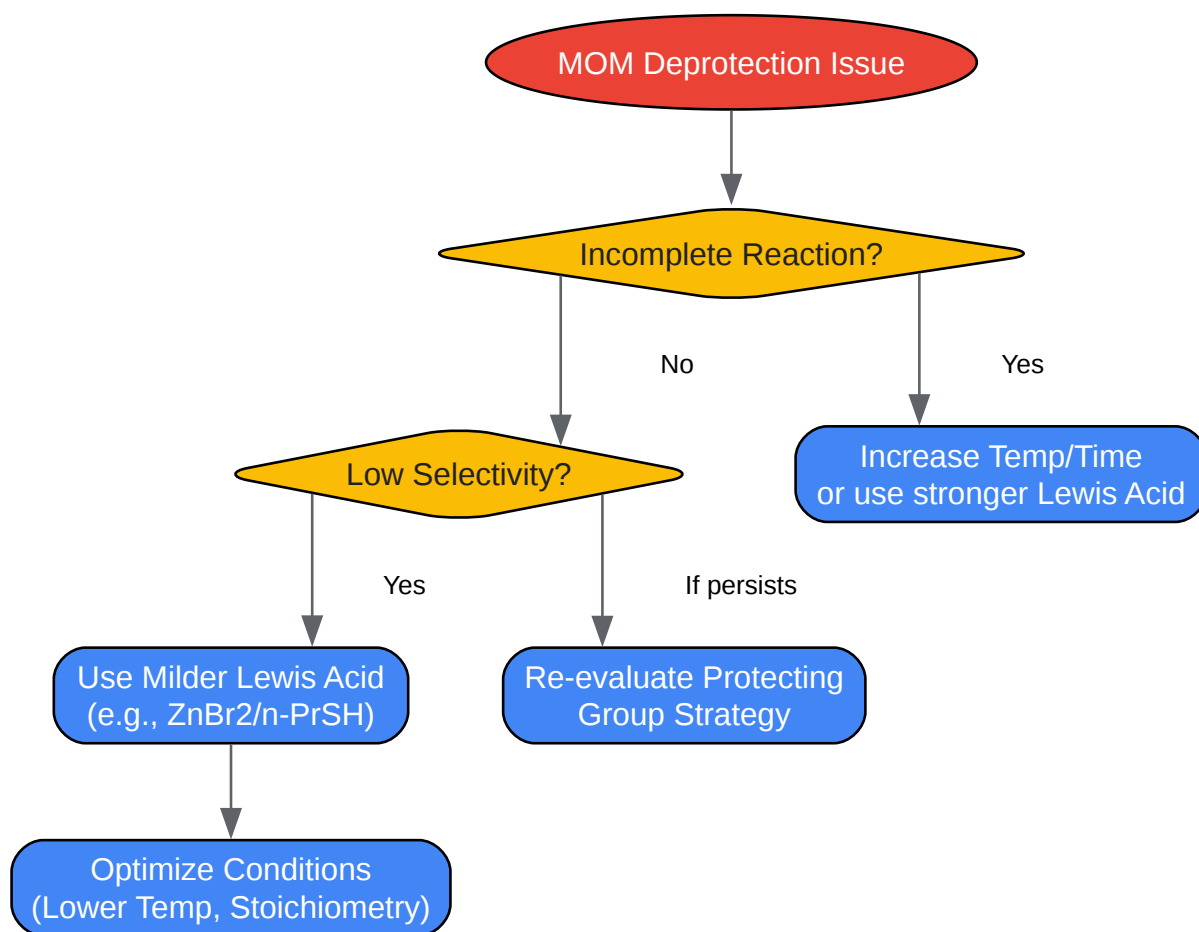 MOM Deprotection Issue
Incomplete Reaction?
No
Yes
Low Selectivity?
Increase Temp/Time
or use stronger Lewis Acid
Yes
If persists
Use Milder Lewis Acid
(e.g., ZnBr2/n-PrSH)
Re-evaluate Protecting
Group Strategy
Optimize Conditions
(Lower Temp, Stoichiometry)